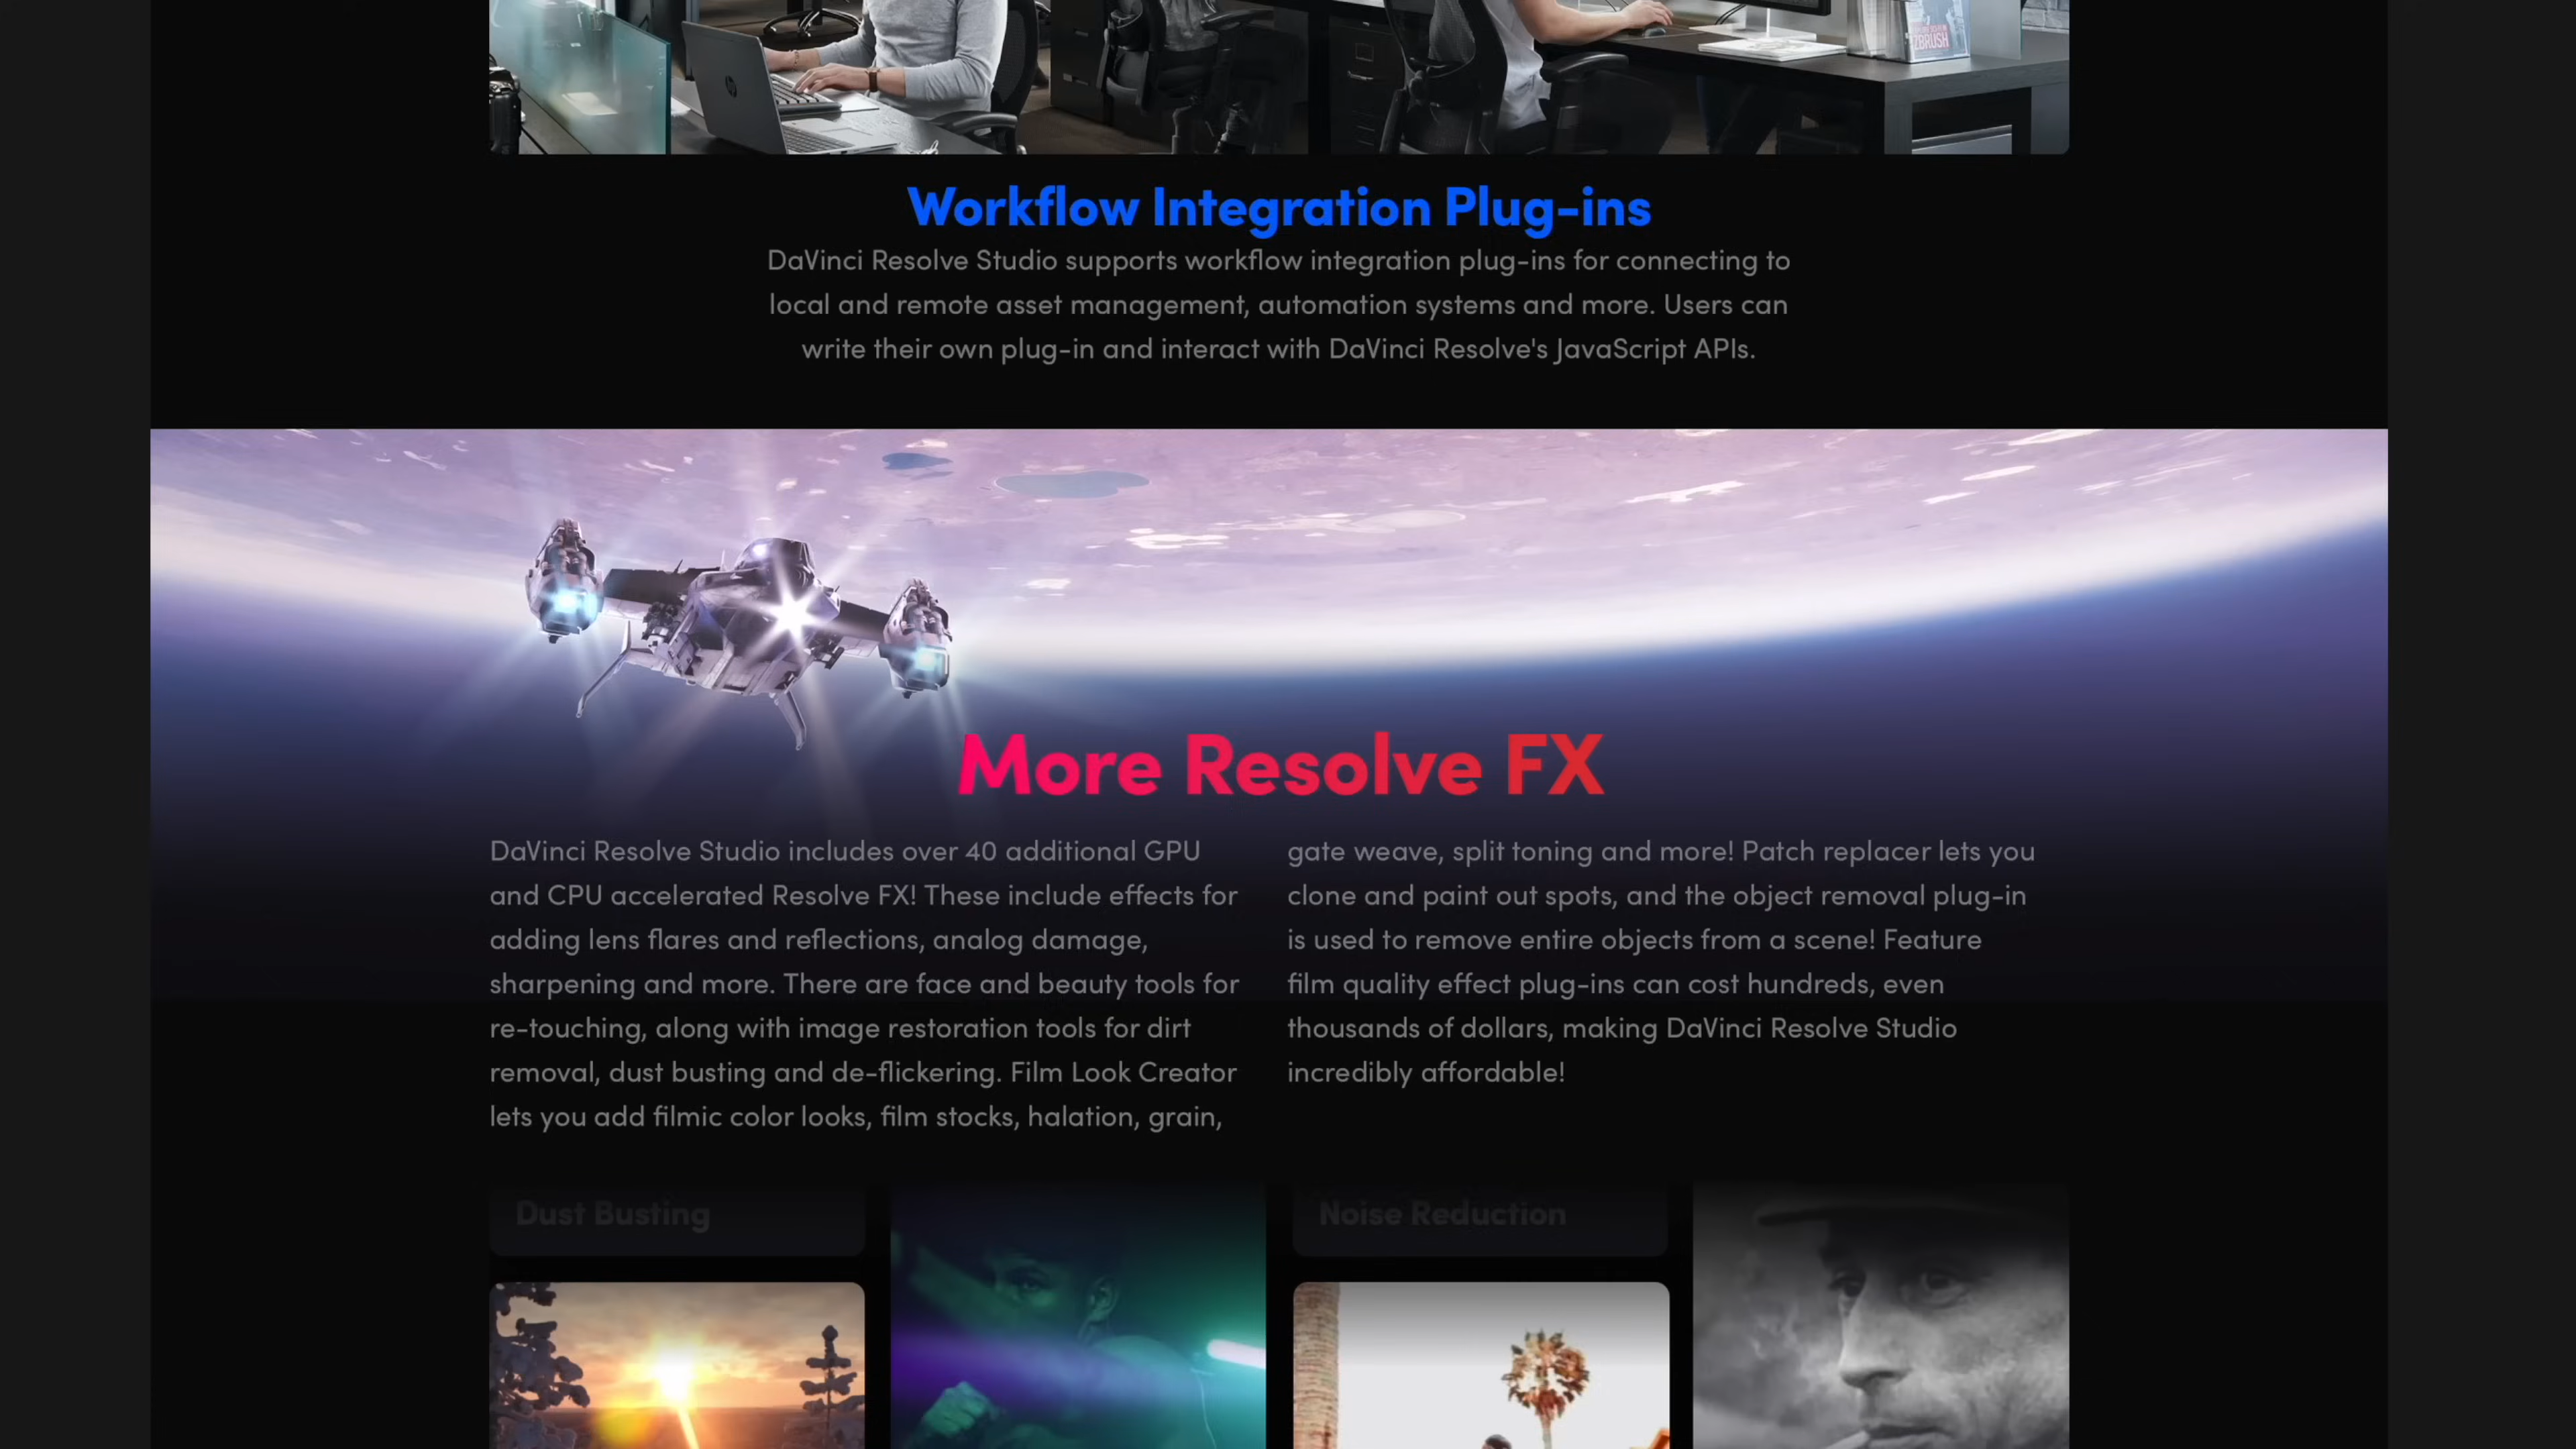 ZBRUSH
Workflow Integration Plug-ins
DaVinci Resolve Studio supports workflow integration plug-ins for connecting to
local and remote asset management, automation systems and more. Users can
write their own plug-in and interact with DaVinci Resolve's JavaScript APIs.
More Resolve FX
DaVinci Resolve Studio includes over 40 additional GPU
and CPU accelerated Resolve FX! These include effects for
adding lens flares and reflections, analog damage,
sharpening and more. There are face and beauty tools for
re-touching, along with image restoration tools for dirt
removal, dust busting and de-flickering. Film Look Creator
lets you add filmic color looks, film stocks, halation, grain,
gate weave, split toning and more! Patch replacer lets you
clone and paint out spots, and the object removal plug-in
is used to remove entire objects from a scene! Feature
film quality effect plug-ins can cost hundreds, even
thousands of dollars, making DaVinci Resolve Studio
incredibly affordable!
Dust Busting
Noise Reduction